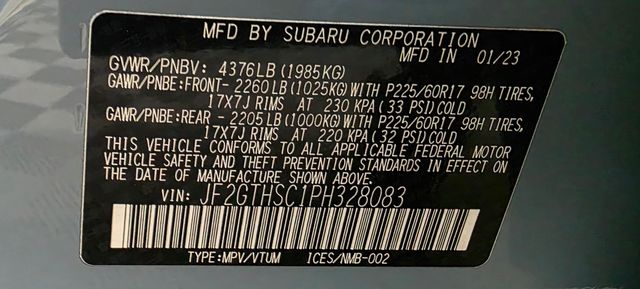 MFD BY SUBARU CORPORATION
MFD IN 01/23
GVWR/PNBV: 4376LB (1985KG)
GAWR/PNBE:FRONT- 2260LB (1025KG) WITH P225/60R17 98H TIRES,
17X7J RIMS AT 230 KPA (33 PSI)COLD
GAWR/PNBE:REAR - 2205LB (1000KG)WITH P225/60R17 98H TIRES,
17X7J RIMS AT 220 KPA (32 PSI)COLD
THIS VEHICLE CONFORMS TO ALL APPLICABLE FEDERAL MOTOR
VEHICLE SAFETY AND THEFT PREVENTION STANDARDS IN EFFECT ON
THE DATE OF MANUFACTURE SHOWN ABOVE.
VIN: JF2GTHSC1PH328083
TYPE:MPV/VTUM ICES/NMB-002